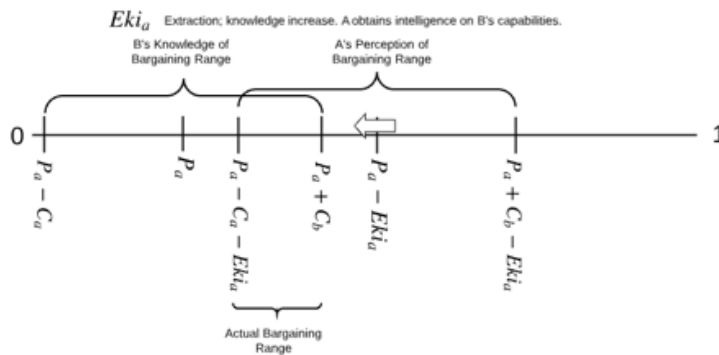 Eki_a Extraction; knowledge increase. A obtains intelligence on B's capabilities.
B's Knowledge of
Bargaining Range
A's Perception of
Bargaining Range
0
1
P_a − C_a
P_a
P_a − C_a − Eki_a
P_a + C_b
P_a − Eki_a
P_a + C_b − Eki_a
Actual Bargaining
Range